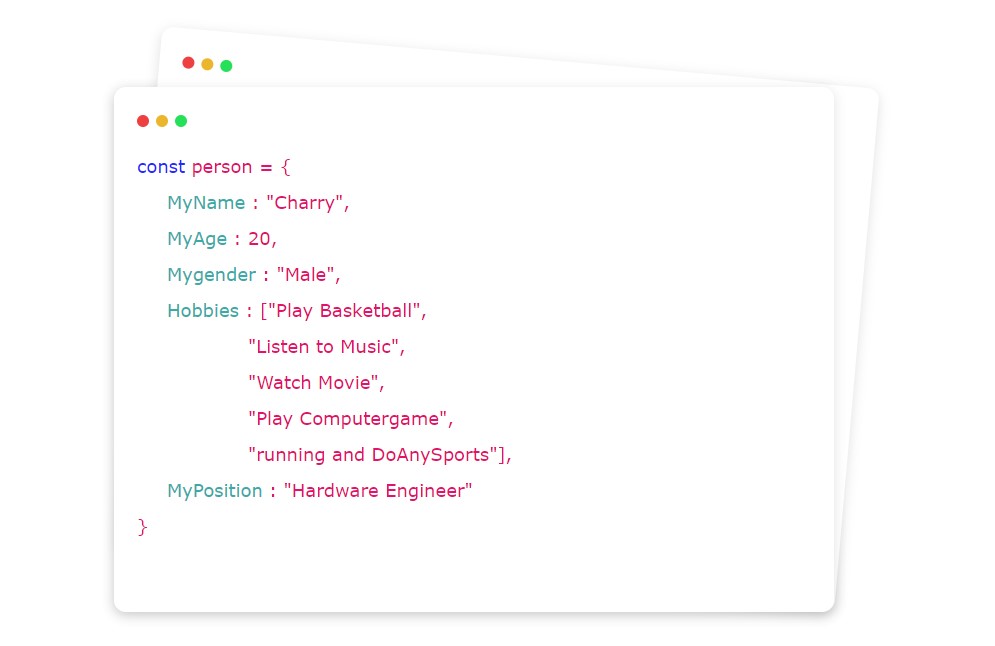 const person = {
MyName : "Charry",
MyAge : 20,
Mygender : "Male",
Hobbies : ["Play Basketball",
"Listen to Music",
"Watch Movie",
"Play Computergame",
"running and DoAnySports"],
MyPosition : "Hardware Engineer"
}